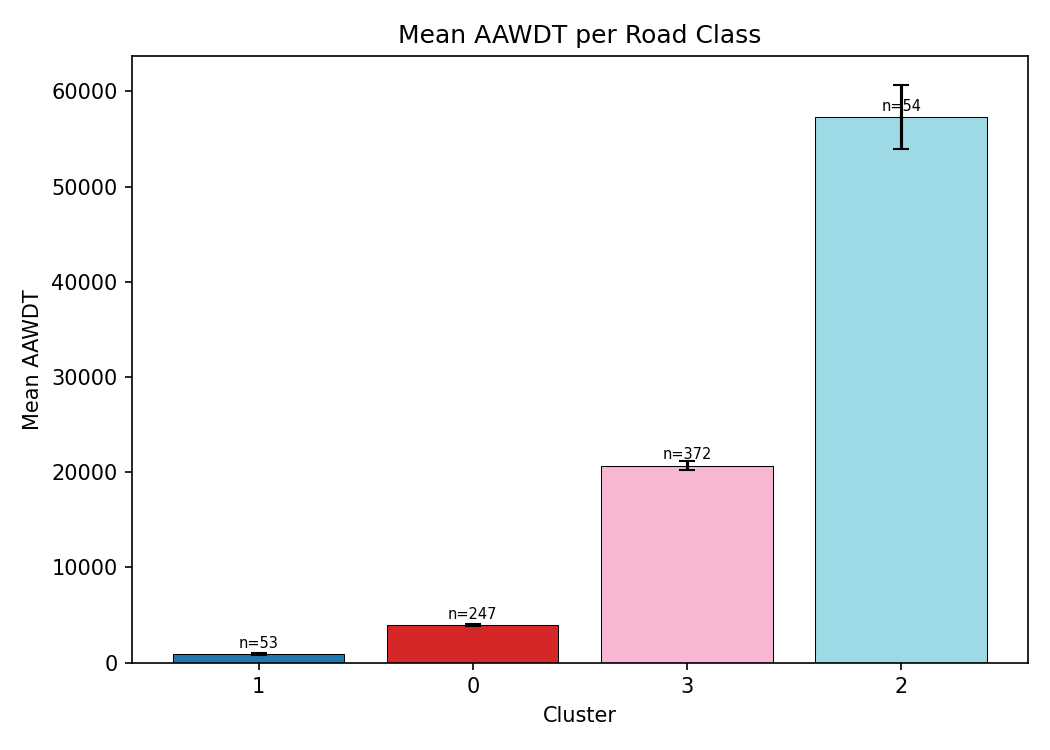 Mean AAWDT per Road Class
Mean AAWDT
60000
50000
40000
30000
20000
10000
0
n=53
n=247
n=372
n=54
1
0
3
2
Cluster